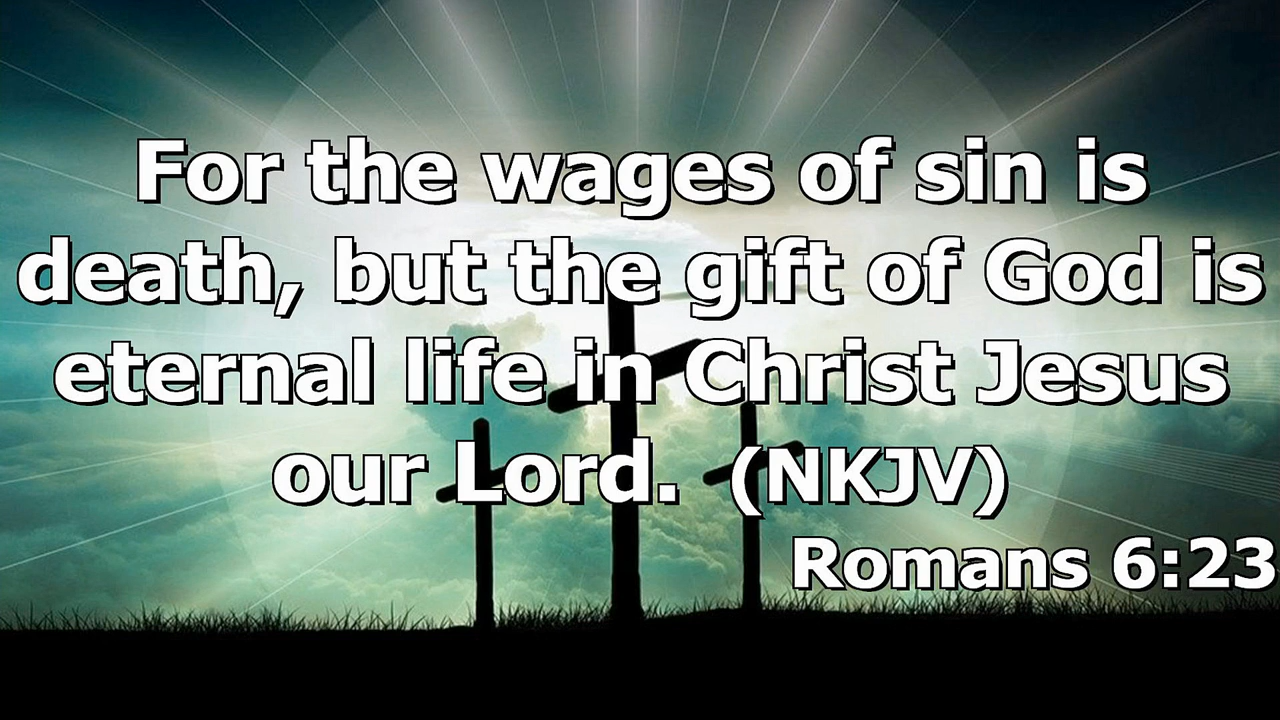 For the wages of sin is
death, but the gift of God is
eternal life in Christ Jesus
our Lord. (NKJV)
Romans 6:23